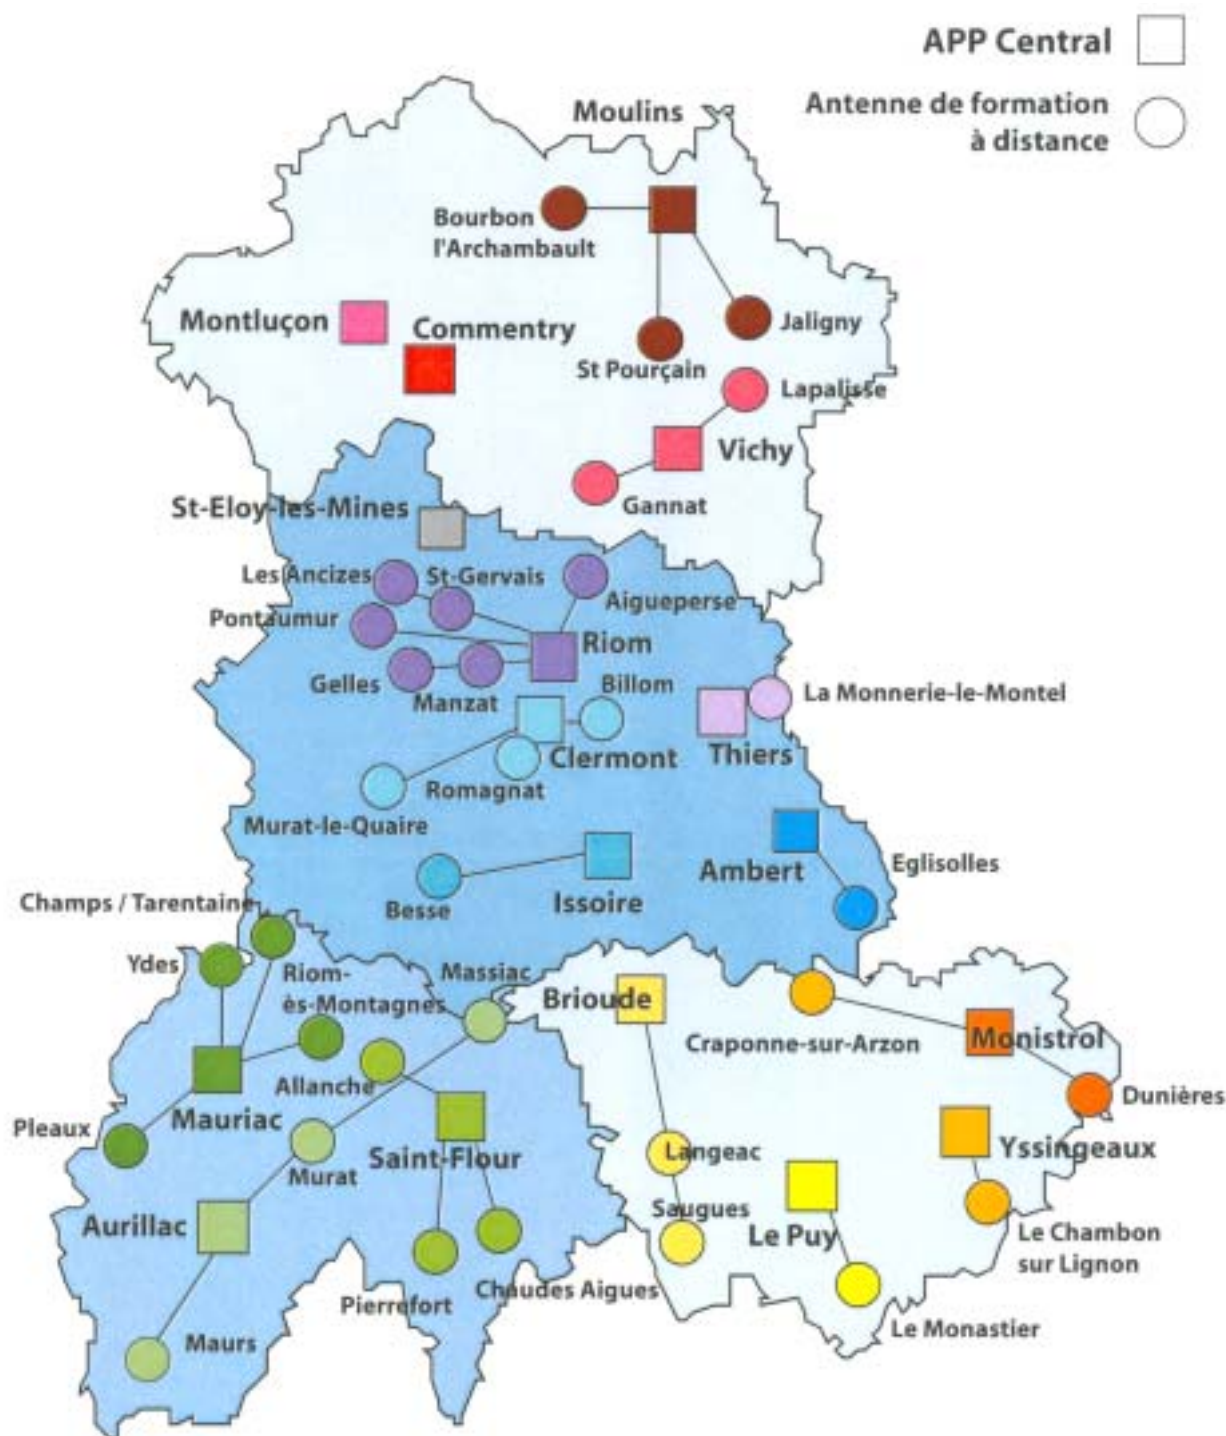 APP Central
Antenne de formation
à distance
Moulins
Bourbon
l'Archambault
Jaligny
Montluçon
Commentry
St Pourçain
Lapalisse
Vichy
Gannat
St-Eloy-les-Mines
Les Ancizes
St-Gervais
Aigueperse
Pontaumur
Riom
Gelles
Manzat
Billom
La Monnerie-le-Montel
Thiers
Clermont
Romagnat
Murat-le-Quaire
Ambert
Eglisolles
Besse
Issoire
Champs / Tarentaine
Ydes
Riom-
ès-Montagnes
Massiac
Brioude
Craponne-sur-Arzon
Monistrol
Allanche
Dunières
Mauriac
Pleaux
Saint-Flour
Murat
Langeac
Yssingeaux
Saugues
Aurillac
Le Puy
Le Chambon
sur Lignon
Chaudes Aigues
Pierrefort
Le Monastier
Maurs